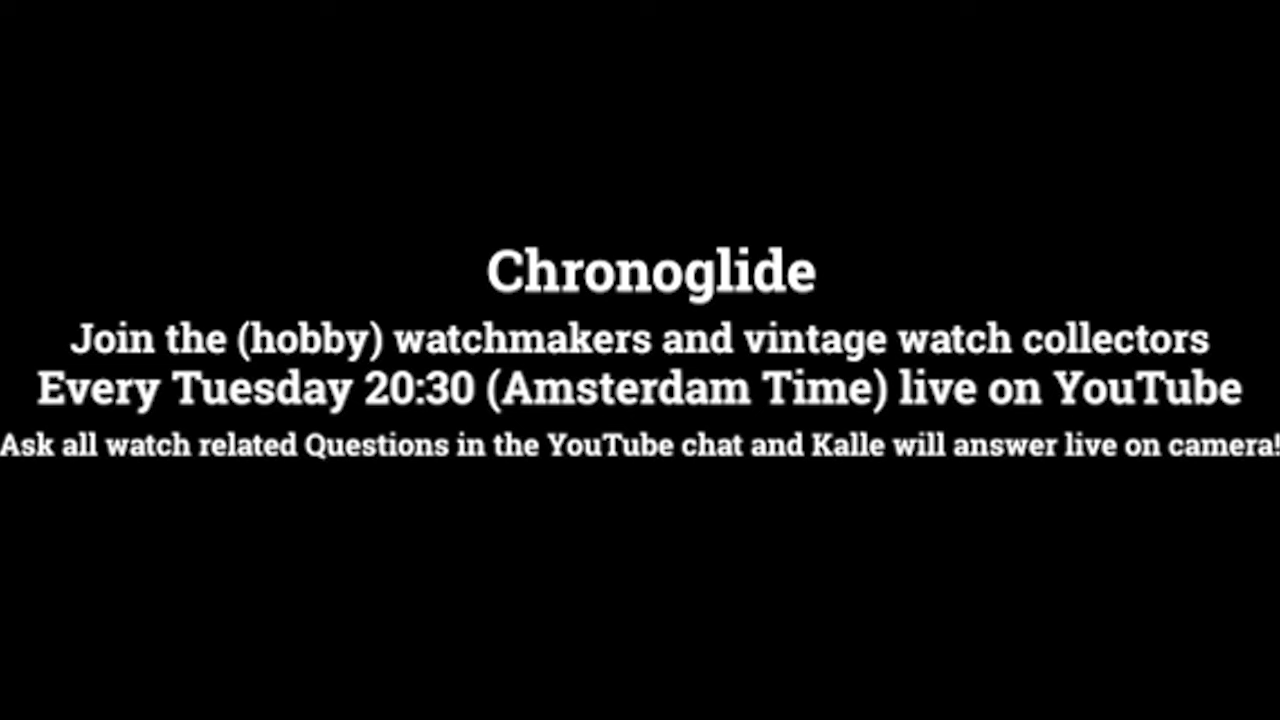 Chronoglide
Join the (hobby) watchmakers and vintage watch collectors
Every Tuesday 20:30 (Amsterdam Time) live on YouTube
Ask all watch related Questions in the YouTube chat and Kalle will answer live on camera!